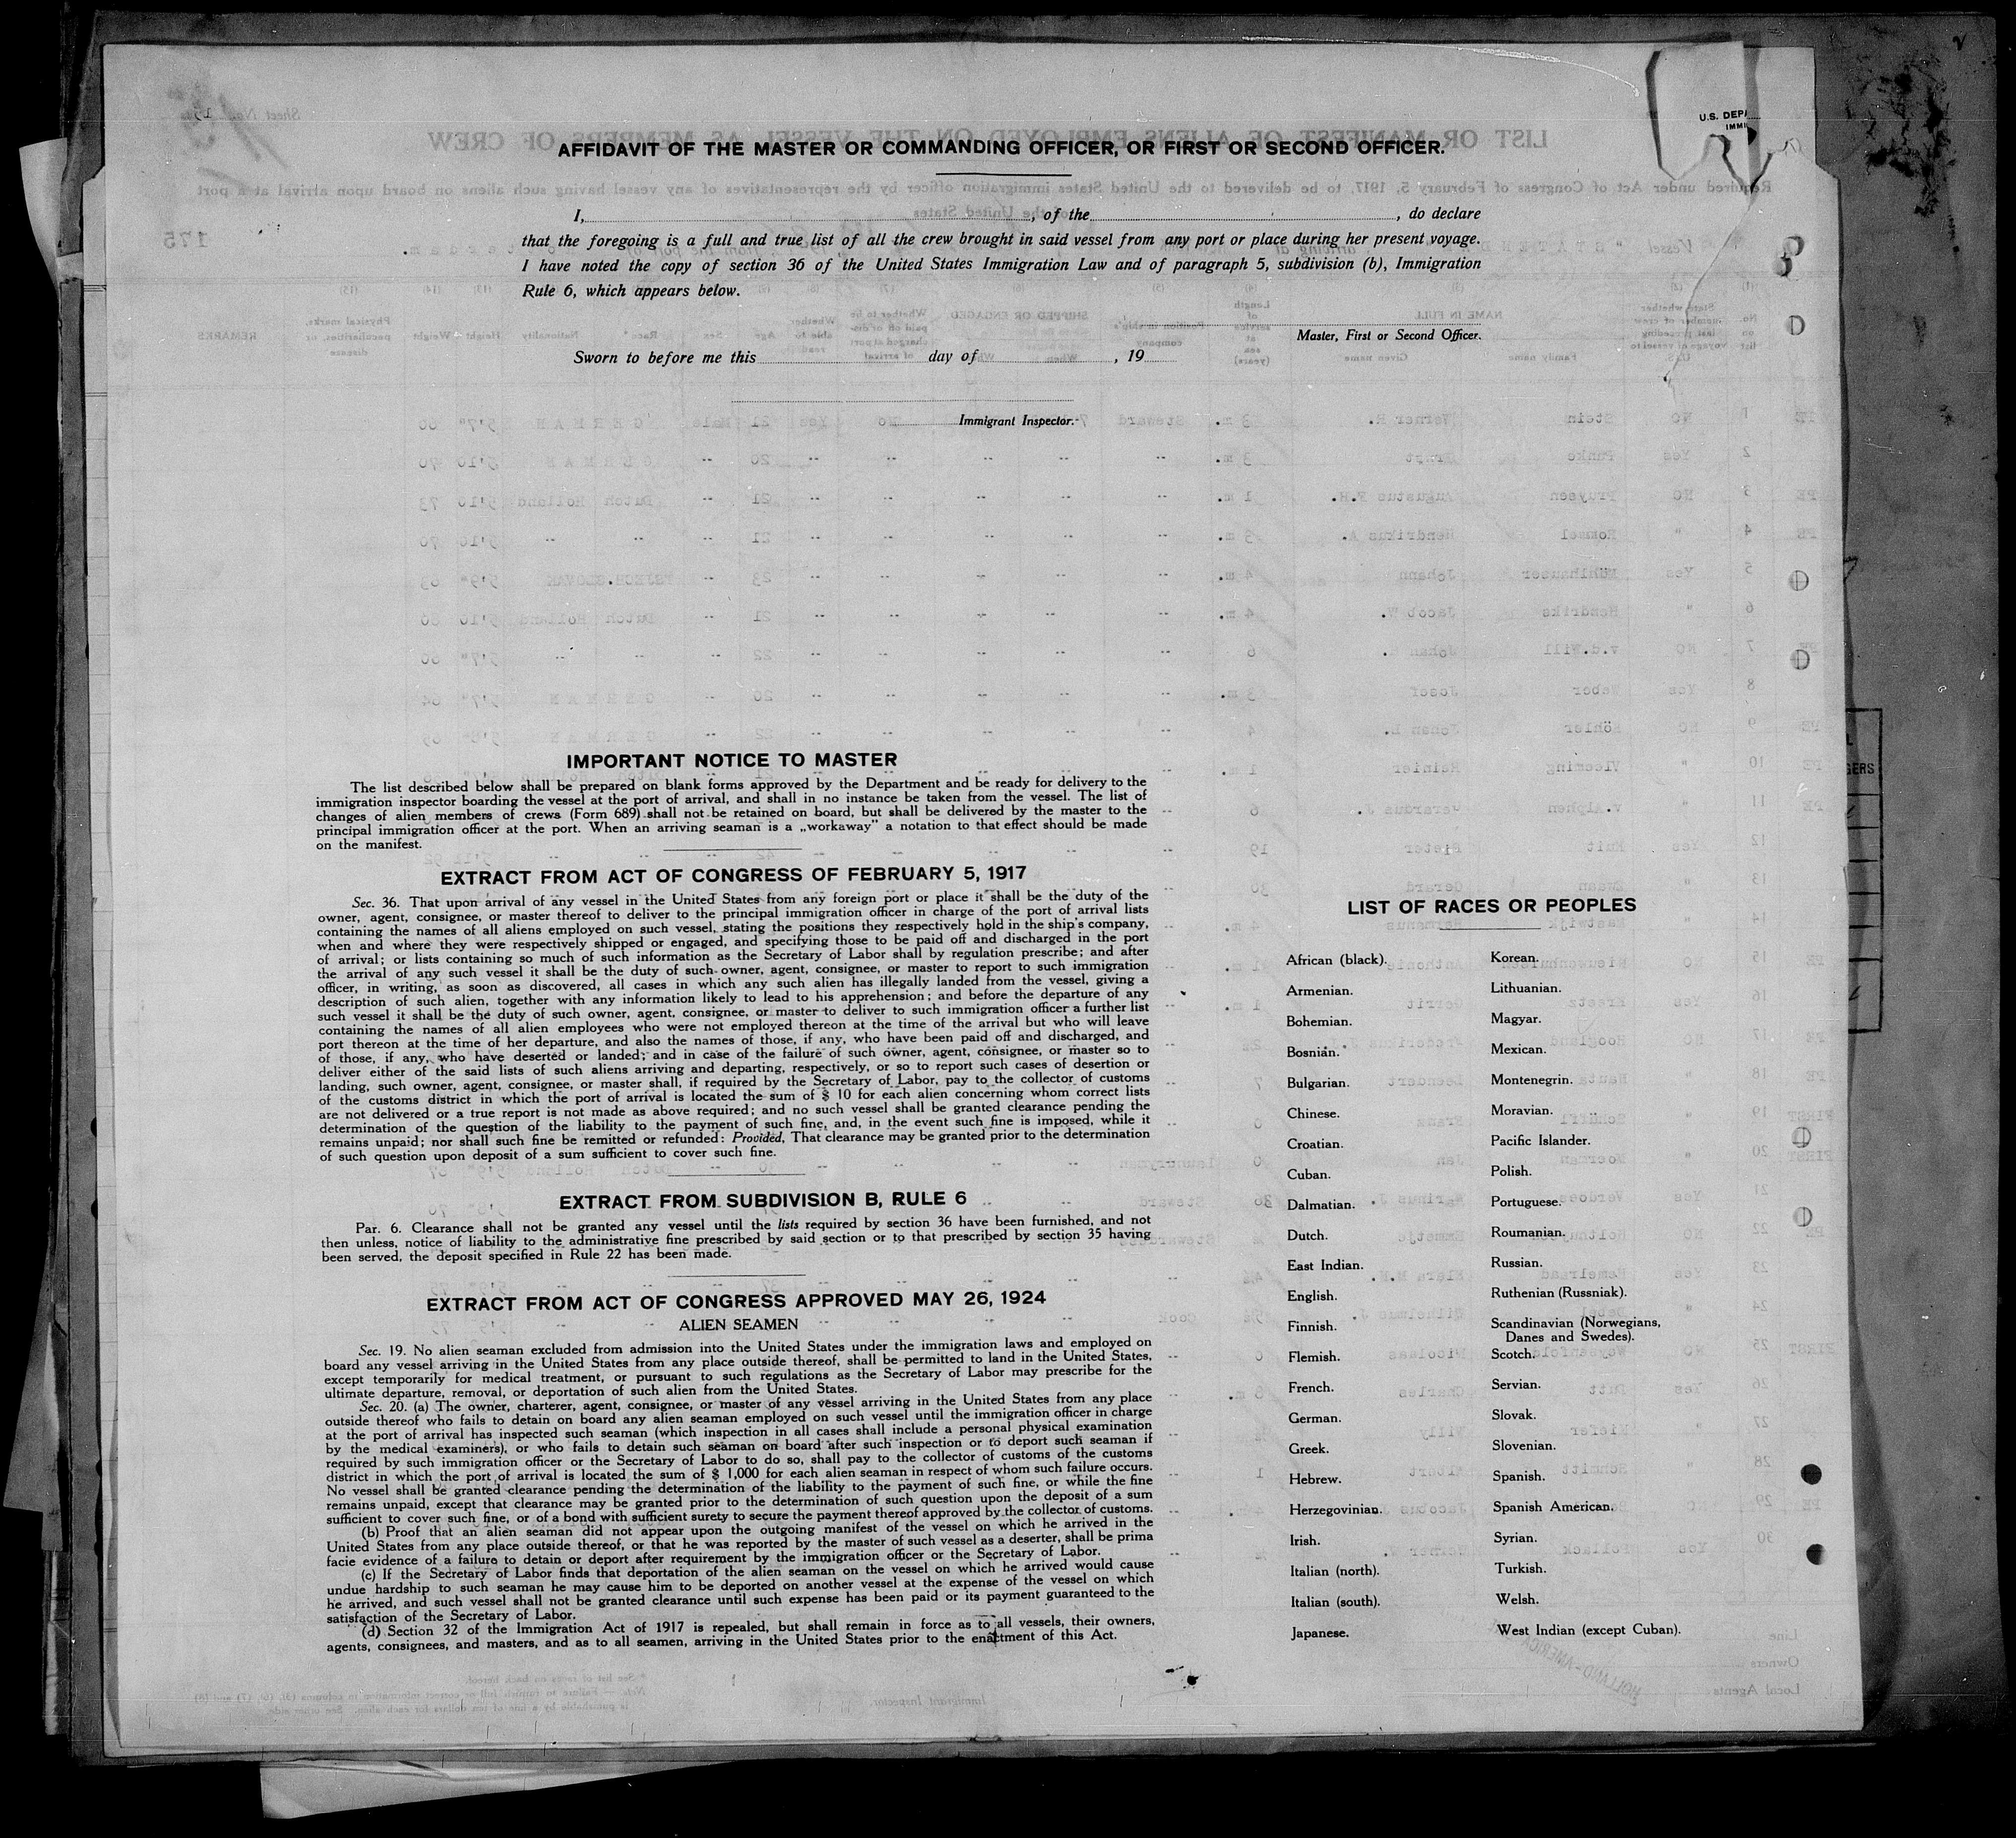 U.S. DEPA
IMMI
AFFIDAVIT OF THE MASTER OR COMMANDING OFFICER, OR FIRST OR SECOND OFFICER.
I, , of the , do declare
that the foregoing is a full and true list of all the crew brought in said vessel from any port or place during her present voyage.
I have noted the copy of section 36 of the United States Immigration Law and of paragraph 5, subdivision (b), Immigration
Rule 6, which appears below.
Master, First or Second Officer.
Sworn to before me this day of , 19
Immigrant Inspector.
IMPORTANT NOTICE TO MASTER
The list described below shall be prepared on blank forms approved by the Department and be ready for delivery to the
immigration inspector boarding the vessel at the port of arrival, and shall in no instance be taken from the vessel. The list of
changes of alien members of crews (Form 689) shall not be retained on board, but shall be delivered by the master to the
principal immigration officer at the port. When an arriving seaman is a „workaway" a notation to that effect should be made
on the manifest.
EXTRACT FROM ACT OF CONGRESS OF FEBRUARY 5, 1917
Sec. 36. That upon arrival of any vessel in the United States from any foreign port or place it shall be the duty of the
owner, agent, consignee, or master thereof to deliver to the principal immigration officer in charge of the port of arrival lists
containing the names of all aliens employed on such vessel, stating the positions they respectively hold in the ship's company,
when and where they were respectively shipped or engaged, and specifying those to be paid off and discharged in the port
of arrival; or lists containing so much of such information as the Secretary of Labor shall by regulation prescribe; and after
the arrival of any such vessel it shall be the duty of such owner, agent, consignee, or master to report to such immigration
officer, in writing, as soon as discovered, all cases in which any such alien has illegally landed from the vessel, giving a
description of such alien, together with any information likely to lead to his apprehension; and before the departure of any
such vessel it shall be the duty of such owner, agent, consignee, or master to deliver to such immigration officer a further list
containing the names of all alien employees who were not employed thereon at the time of the arrival but who will leave
port thereon at the time of her departure, and also the names of those, if any, who have been paid off and discharged, and
of those, if any, who have deserted or landed; and in case of the failure of such owner, agent, consignee, or master so to
deliver either of the said lists of such aliens arriving and departing, respectively, or so to report such cases of desertion or
landing, such owner, agent, consignee, or master shall, if required by the Secretary of Labor, pay to the collector of customs
of the customs district in which the port of arrival is located the sum of $ 10 for each alien concerning whom correct lists
are not delivered or a true report is not made as above required; and no such vessel shall be granted clearance pending the
determination of the question of the liability to the payment of such fine, and, in the event such fine is imposed, while it
remains unpaid; nor shall such fine be remitted or refunded: Provided, That clearance may be granted prior to the determination
of such question upon deposit of a sum sufficient to cover such fine.
EXTRACT FROM SUBDIVISION B, RULE 6
Par. 6. Clearance shall not be granted any vessel until the lists required by section 36 have been furnished, and not
then unless, notice of liability to the administrative fine prescribed by said section or to that prescribed by section 35 having
been served, the deposit specified in Rule 22 has been made.
EXTRACT FROM ACT OF CONGRESS APPROVED MAY 26, 1924
ALIEN SEAMEN
Sec. 19. No alien seaman excluded from admission into the United States under the immigration laws and employed on
board any vessel arriving in the United States from any place outside thereof, shall be permitted to land in the United States,
except temporarily for medical treatment, or pursuant to such regulations as the Secretary of Labor may prescribe for the
ultimate departure, removal, or deportation of such alien from the United States.
Sec. 20. (a) The owner, charterer, agent, consignee, or master of any vessel arriving in the United States from any place
outside thereof who fails to detain on board any alien seaman employed on such vessel until the immigration officer in charge
at the port of arrival has inspected such seaman (which inspection in all cases shall include a personal physical examination
by the medical examiners), or who fails to detain such seaman on board after such inspection or to deport such seaman if
required by such immigration officer or the Secretary of Labor to do so, shall pay to the collector of customs of the customs
district in which the port of arrival is located the sum of $ 1,000 for each alien seaman in respect of whom such failure occurs.
No vessel shall be granted clearance pending the determination of the liability to the payment of such fine, or while the fine
remains unpaid, except that clearance may be granted prior to the determination of such question upon the deposit of a sum
sufficient to cover such fine, or of a bond with sufficient surety to secure the payment thereof approved by the collector of customs.
(b) Proof that an alien seaman did not appear upon the outgoing manifest of the vessel on which he arrived in the
United States from any place outside thereof, or that he was reported by the master of such vessel as a deserter, shall be prima
facie evidence of a failure to detain or deport after requirement by the immigration officer or the Secretary of Labor.
(c) If the Secretary of Labor finds that deportation of the alien seaman on the vessel on which he arrived would cause
undue hardship to such seaman he may cause him to be deported on another vessel at the expense of the vessel on which
he arrived, and such vessel shall not be granted clearance until such expense has been paid or its payment guaranteed to the
satisfaction of the Secretary of Labor.
(d) Section 32 of the Immigration Act of 1917 is repealed, but shall remain in force as to all vessels, their owners,
agents, consignees, and masters, and as to all seamen, arriving in the United States prior to the enactment of this Act.
LIST OF RACES OR PEOPLES
African (black).
Armenian.
Bohemian.
Bosnian.
Bulgarian.
Chinese.
Croatian.
Cuban.
Dalmatian.
Dutch.
East Indian.
English.
Finnish.
Flemish.
French.
German.
Greek.
Hebrew.
Herzegovinian.
Irish.
Italian (north).
Italian (south).
Japanese.
Korean.
Lithuanian.
Magyar.
Mexican.
Montenegrin.
Moravian.
Pacific Islander.
Polish.
Portuguese.
Roumanian.
Russian.
Ruthenian (Russniak).
Scandinavian (Norwegians,
Danes and Swedes).
Scotch.
Servian.
Slovak.
Slovenian.
Spanish.
Spanish American.
Syrian.
Turkish.
Welsh.
West Indian (except Cuban).